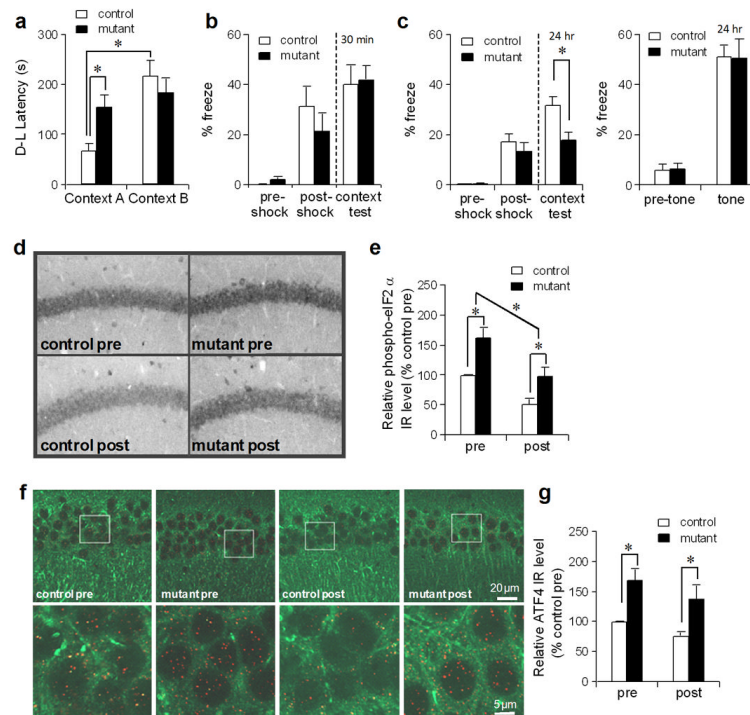 a
control
mutant
D-L Latency (s)
300
200
100
0
*
*
Context A Context B
b
control
mutant
30 min
% freeze
60
40
20
0
pre-
shock
post-
shock
context
test
c
control
mutant
24 hr
*
% freeze
60
40
20
0
pre-
shock
post-
shock
context
test
control
mutant
24 hr
% freeze
60
40
20
0
pre-tone
tone
d
control pre
mutant pre
control post
mutant post
e
control
mutant
Relative phospho-eIF2 α
IR level (% control pre)
250
200
150
100
50
0
*
*
*
pre
post
f
control pre
mutant pre
control post
mutant post
20 µm
5 µm
g
control
mutant
Relative ATF4 IR level
(% control pre)
250
200
150
100
50
0
*
*
pre
post